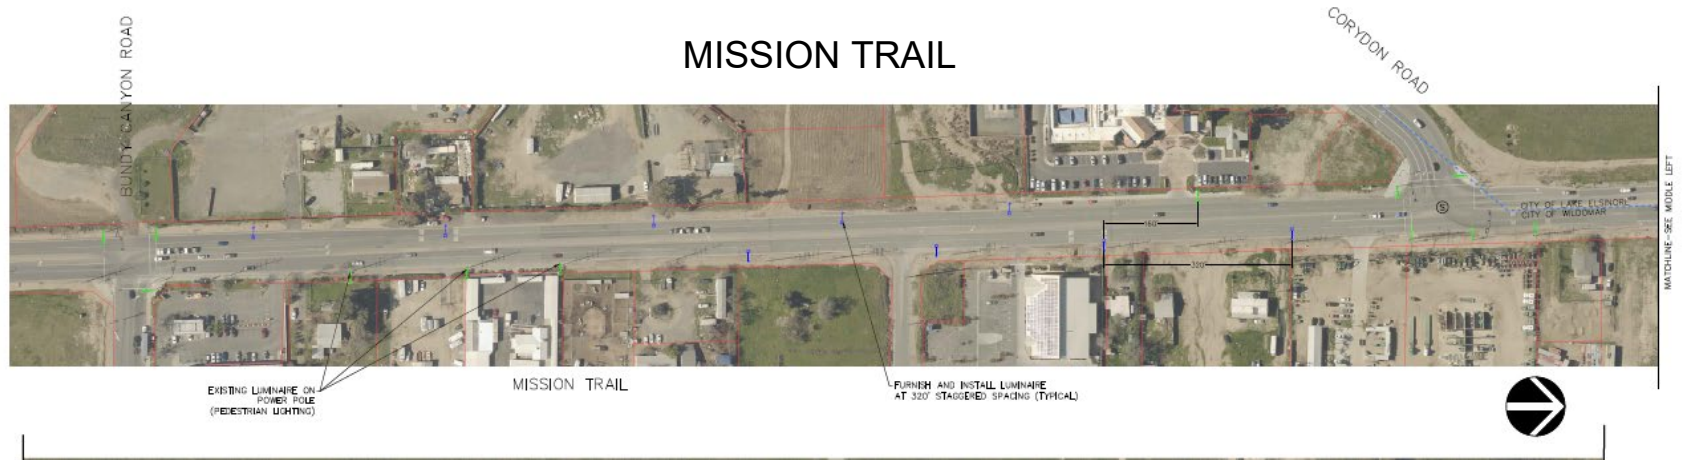 MISSION TRAIL
BUNDY CANYON ROAD
CORYDON ROAD
160'
320'
S
CITY OF LAKE ELSINORE
CITY OF WILDOMAR
MATCHLINE-SEE MIDDLE LEFT
EXISTING LUMINAIRE ON
POWER POLE
(PEDESTRIAN LIGHTING)
MISSION TRAIL
FURNISH AND INSTALL LUMINAIRE
AT 320' STAGGERED SPACING (TYPICAL)